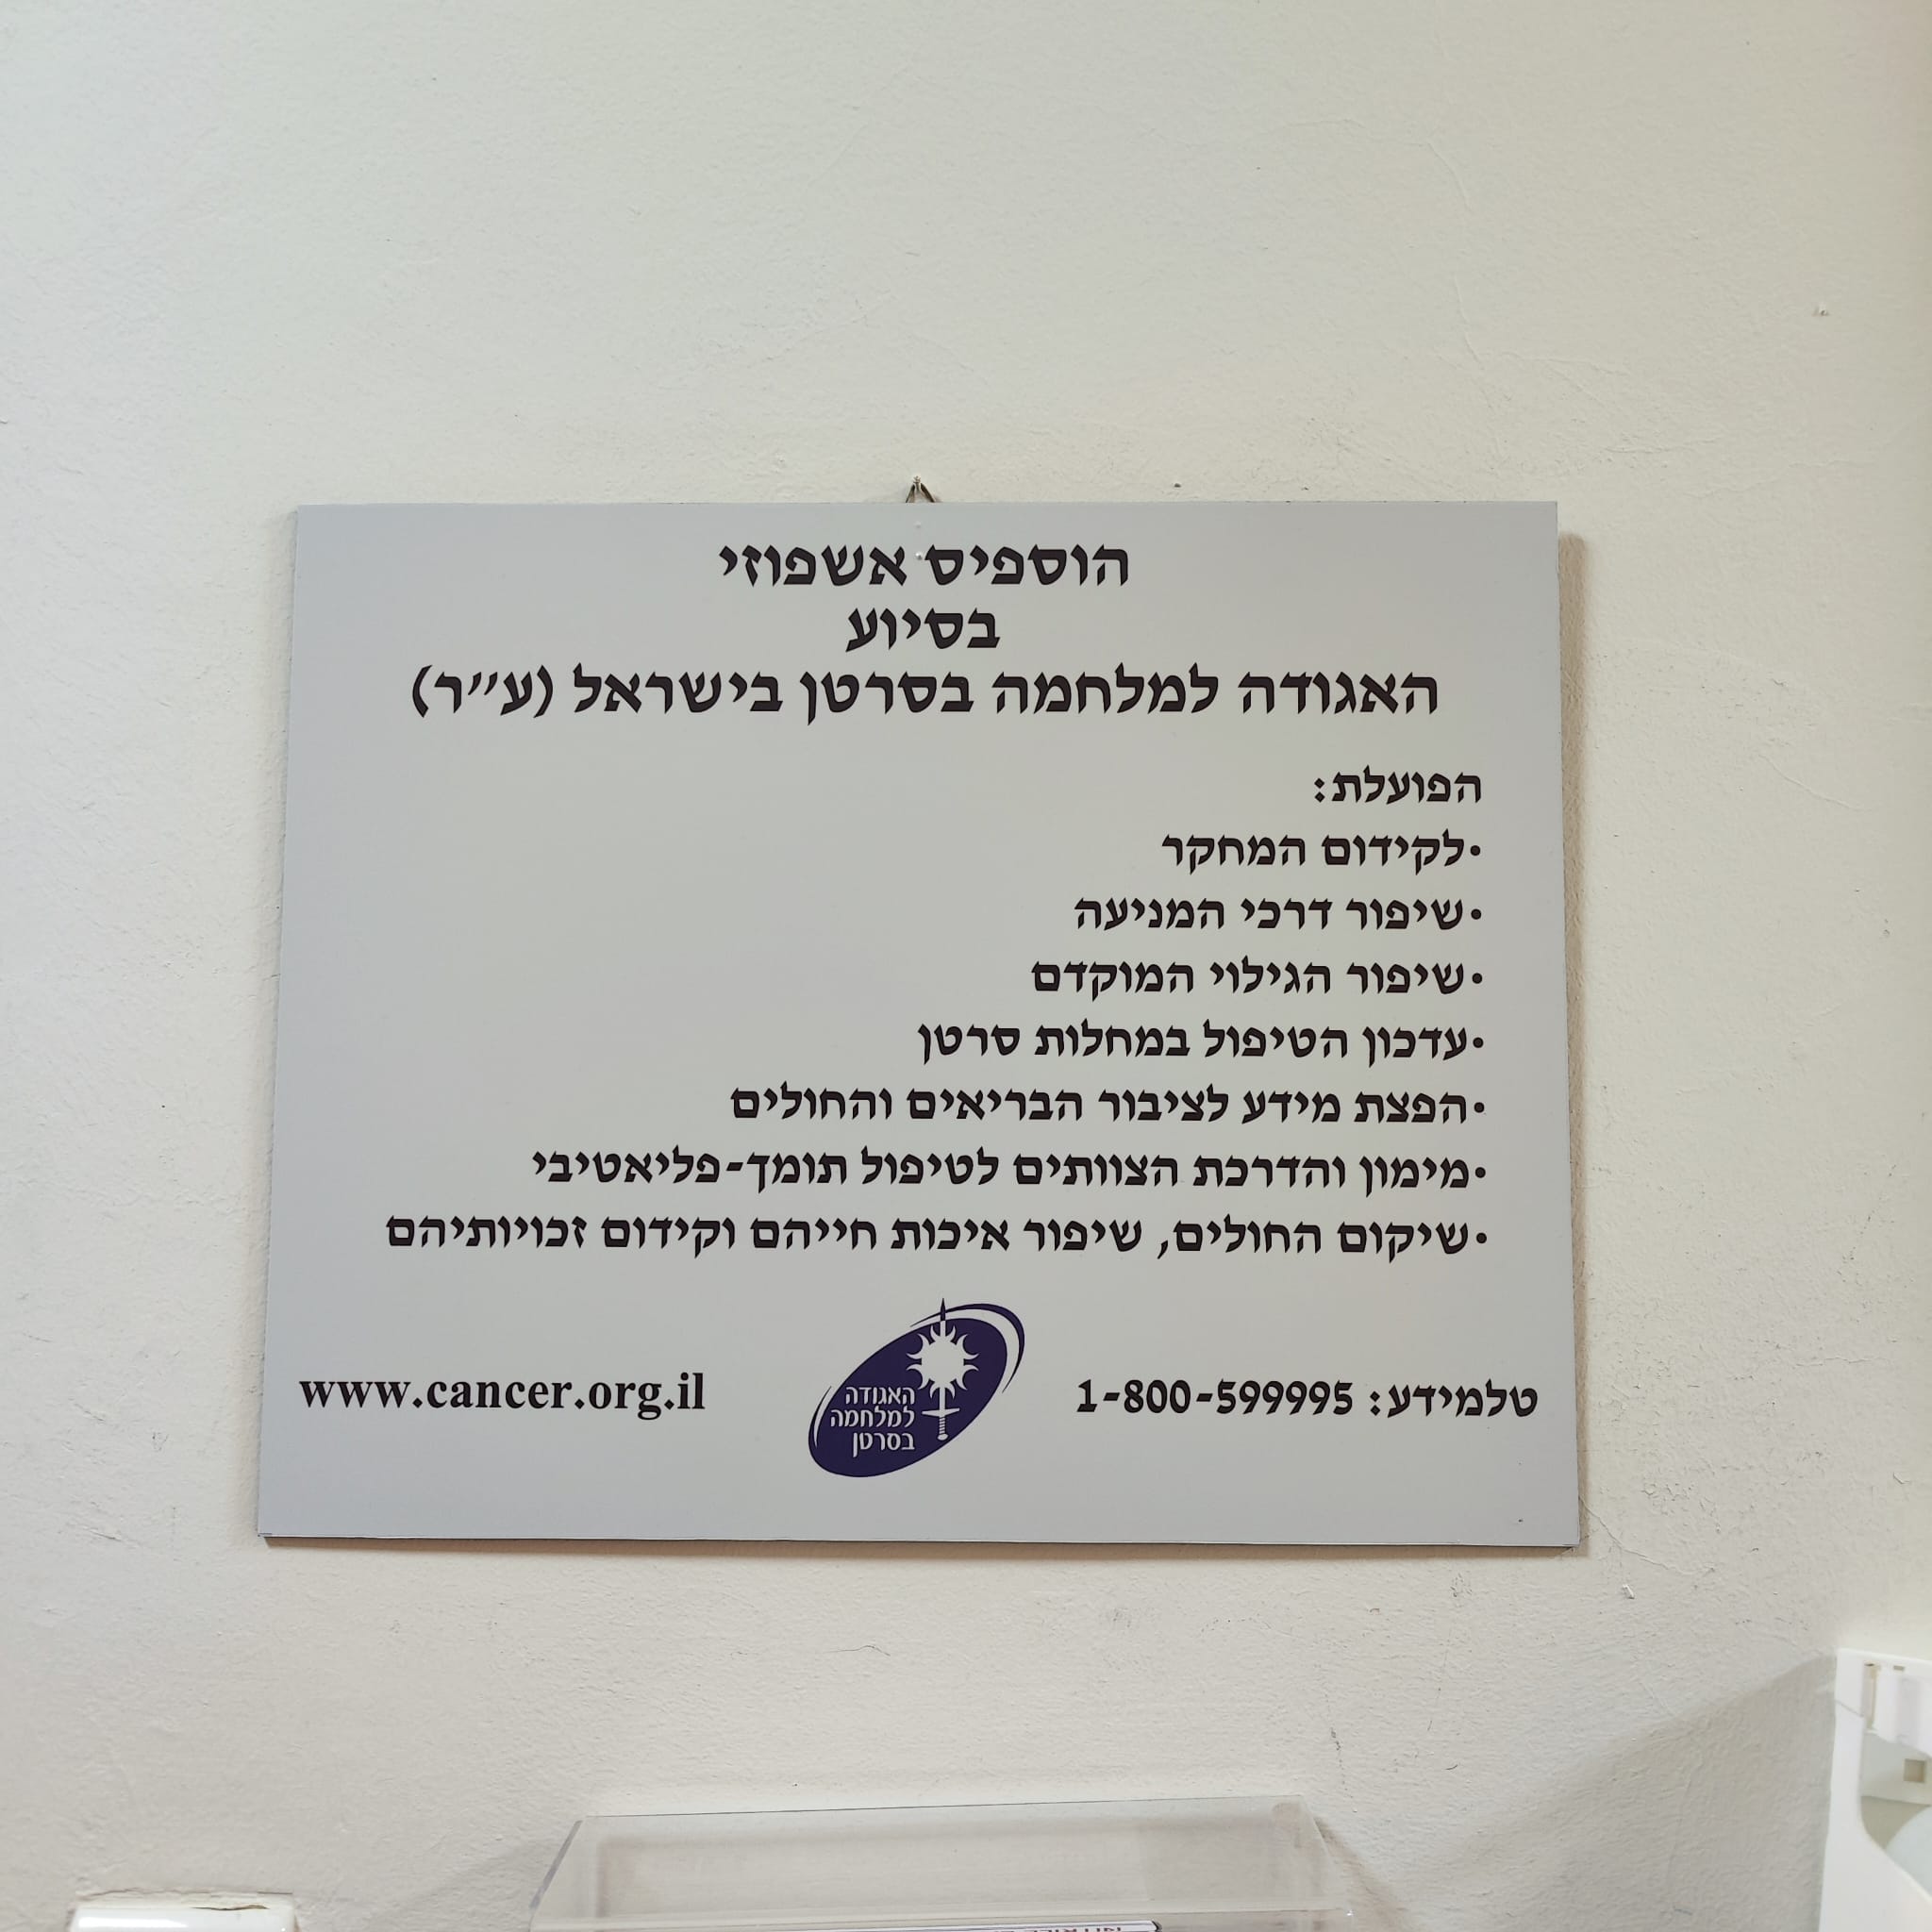 הוספיס אשפוזי
בסיוע
האגודה למלחמה בסרטן בישראל (ע״ר)
הפועלת:
•לקידום המחקר
•שיפור דרכי המניעה
•שיפור הגילוי המוקדם
•עדכון הטיפול במחלות סרטן
•הפצת מידע לציבור הבריאים והחולים
•מימון והדרכת הצוותים לטיפול תומך-פליאטיבי
•שיקום החולים, שיפור איכות חייהם וקידום זכויותיהם
טלמידע: 1-800-599995
האגודה
למלחמה
בסרטן
www.cancer.org.il